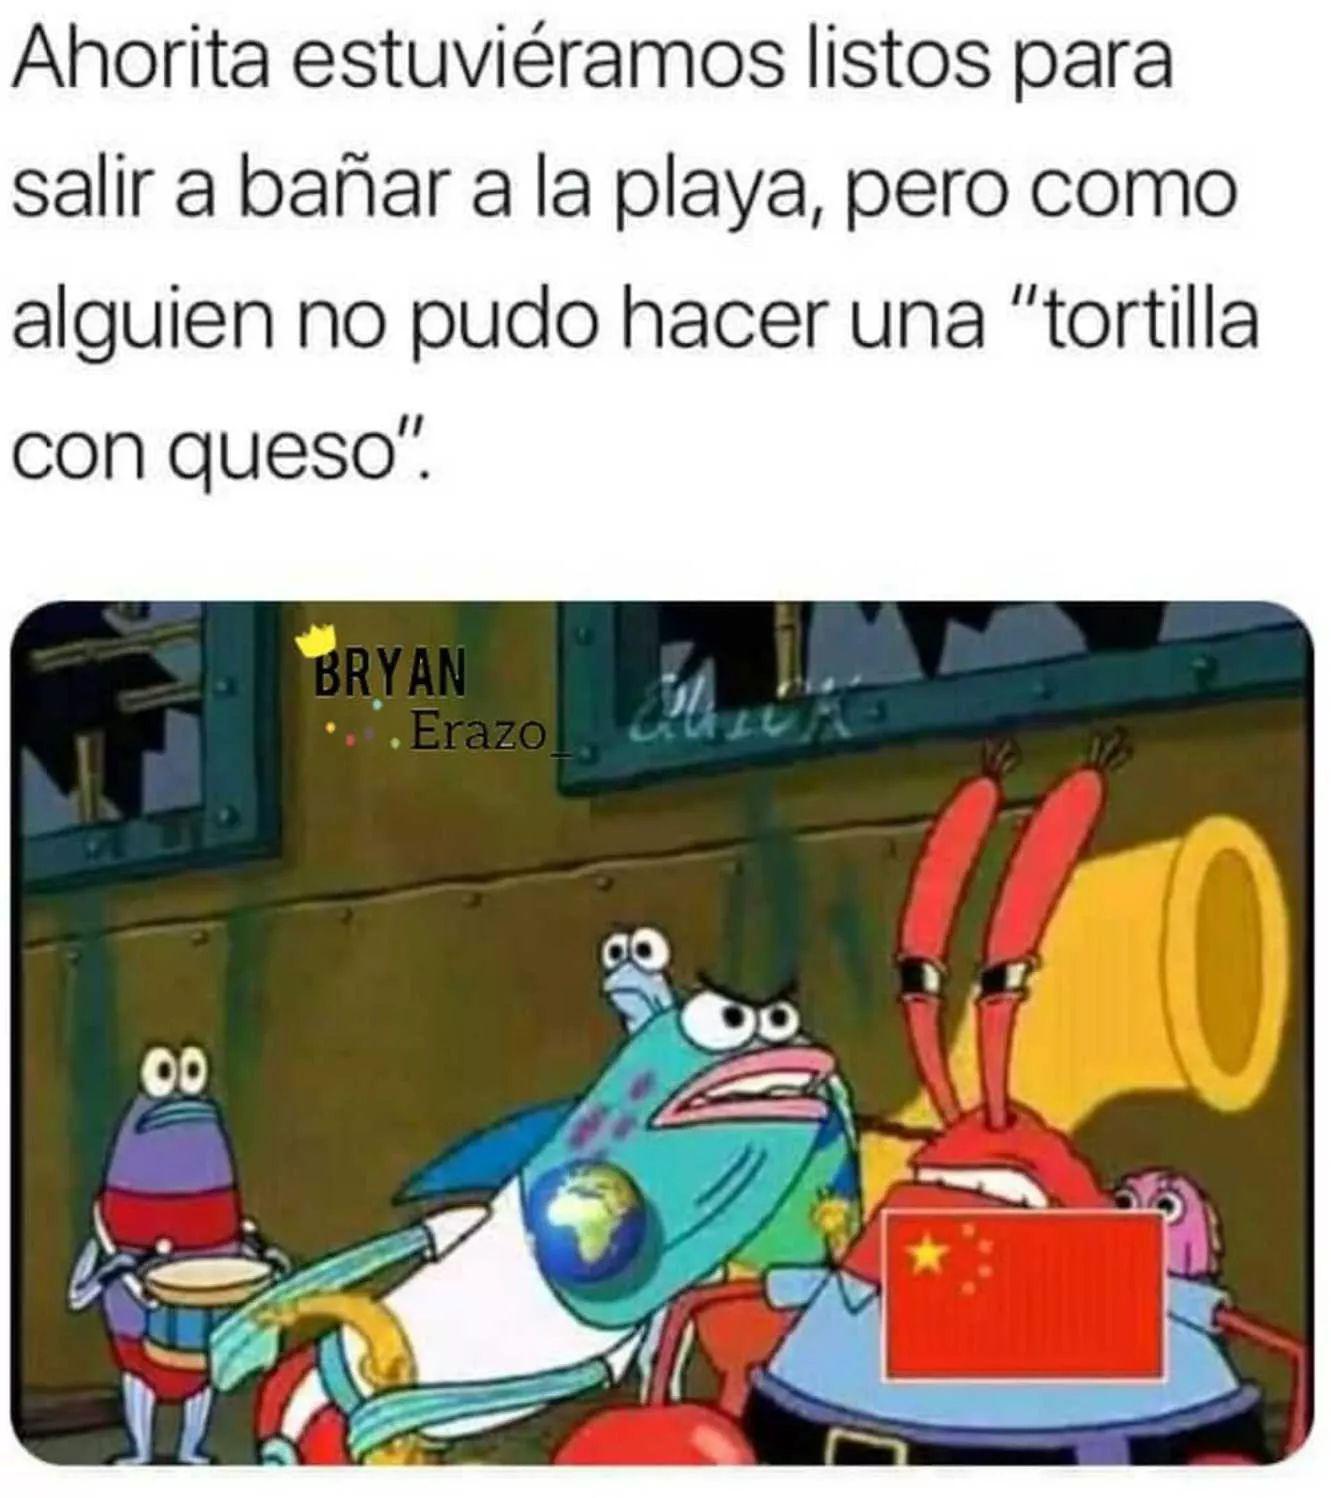 Ahorita estuviéramos listos para
salir a bañar a la playa, pero como
alguien no pudo hacer una "tortilla
con queso".
BRYAN
Erazo_